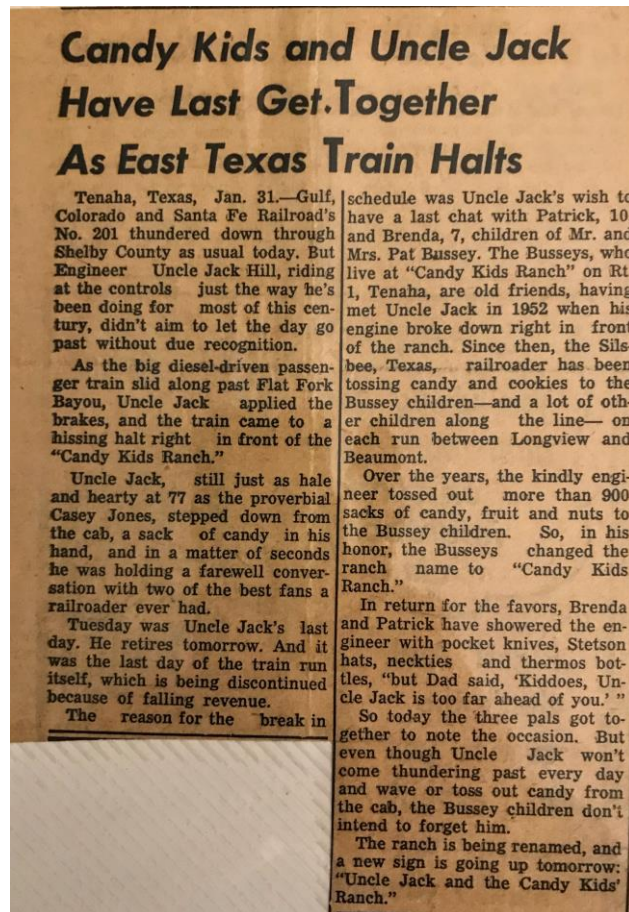 Candy Kids and Uncle Jack
Have Last Get.Together
As East Texas Train Halts
Tenaha, Texas, Jan. 31.—Gulf,
Colorado and Santa Fe Railroad's
No. 201 thundered down through
Shelby County as usual today. But
Engineer Uncle Jack Hill, riding
at the controls just the way he's
been doing for most of this cen-
tury, didn't aim to let the day go
past without due recognition.
As the big diesel-driven passen-
ger train slid along past Flat Fork
Bayou, Uncle Jack applied the
brakes, and the train came to a
hissing halt right in front of the
"Candy Kids Ranch."
Uncle Jack, still just as hale
and hearty at 77 as the proverbial
Casey Jones, stepped down from
the cab, a sack of candy in his
hand, and in a matter of seconds
he was holding a farewell conver-
sation with two of the best fans a
railroader ever had.
Tuesday was Uncle Jack's last
day. He retires tomorrow. And it
was the last day of the train run
itself, which is being discontinued
because of falling revenue.
The reason for the break in
schedule was Uncle Jack's wish to
have a last chat with Patrick, 10
and Brenda, 7, children of Mr. and
Mrs. Pat Bussey. The Busseys, who
live at "Candy Kids Ranch" on Rt
1, Tenaha, are old friends, having
met Uncle Jack in 1952 when his
engine broke down right in front
of the ranch. Since then, the Sils-
bee, Texas, railroader has been
tossing candy and cookies to the
Bussey children—and a lot of oth-
er children along the line— on
each run between Longview and
Beaumont.
Over the years, the kindly engi-
neer tossed out more than 900
sacks of candy, fruit and nuts to
the Bussey children. So, in his
honor, the Busseys changed the
ranch name to "Candy Kids
Ranch."
In return for the favors, Brenda
and Patrick have showered the en-
gineer with pocket knives, Stetson
hats, neckties and thermos bot-
tles, "but Dad said, 'Kiddoes, Un-
cle Jack is too far ahead of you.' "
So today the three pals got to-
gether to note the occasion. But
even though Uncle Jack won't
come thundering past every day
and wave or toss out candy from
the cab, the Bussey children don't
intend to forget him.
The ranch is being renamed, and
a new sign is going up tomorrow:
"Uncle Jack and the Candy Kids'
Ranch."